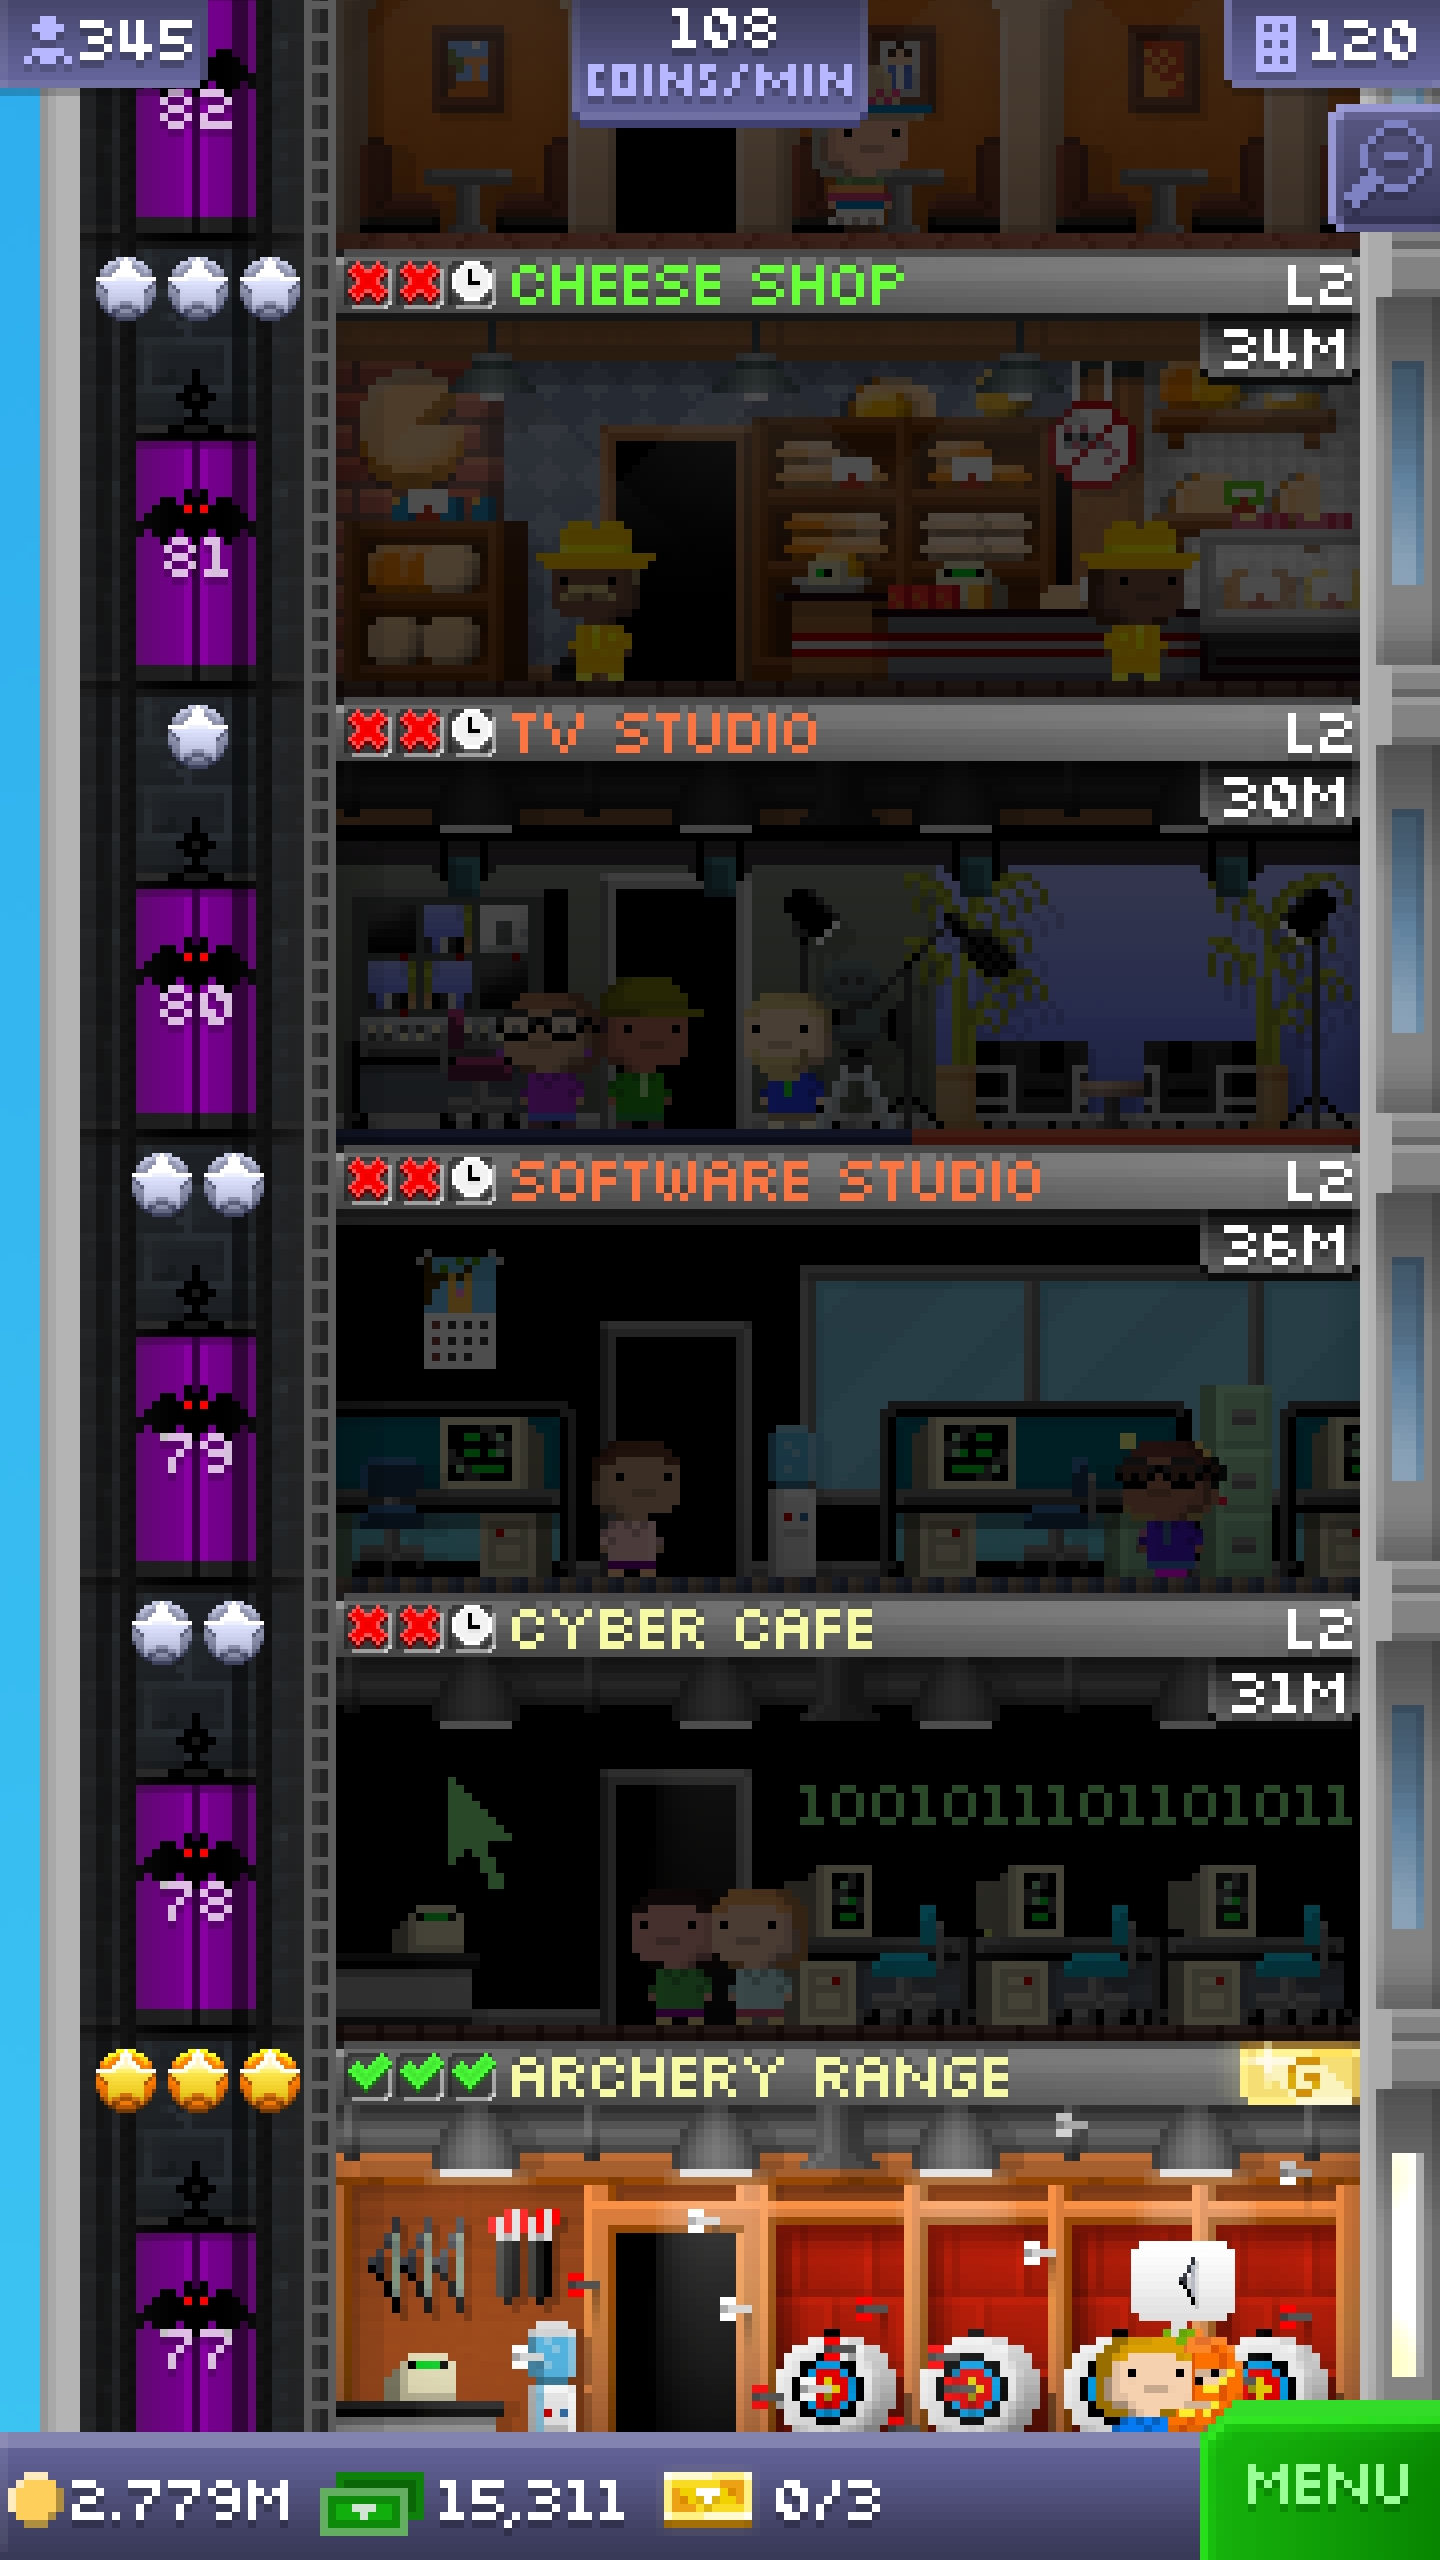 345
108
COINS/MIN
120
82
CHEESE SHOP L2
34M
81
TV STUDIO L2
30M
80
SOFTWARE STUDIO L2
36M
79
CYBER CAFE L2
31M
1001011101101011
78
ARCHERY RANGE G
77
2.779M 15,311 0/3
MENU